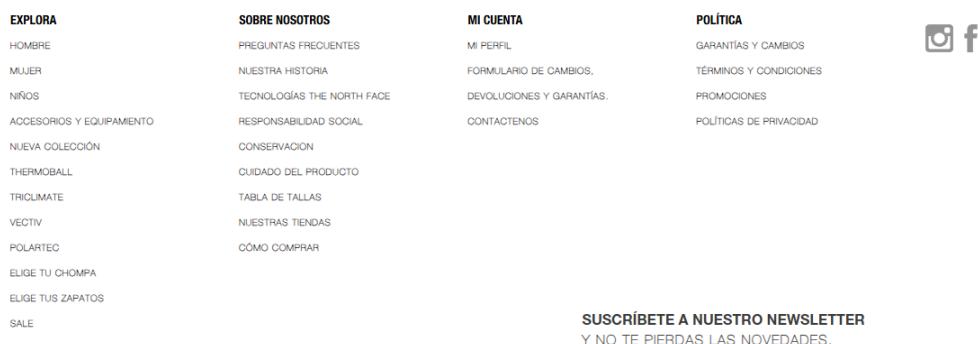 EXPLORA
HOMBRE
MUJER
NIÑOS
ACCESORIOS Y EQUIPAMIENTO
NUEVA COLECCIÓN
THERMOBALL
TRICLIMATE
VECTIV
POLARTEC
ELIGE TU CHOMPA
ELIGE TUS ZAPATOS
SALE
SOBRE NOSOTROS
PREGUNTAS FRECUENTES
NUESTRA HISTORIA
TECNOLOGÍAS THE NORTH FACE
RESPONSABILIDAD SOCIAL
CONSERVACION
CUIDADO DEL PRODUCTO
TABLA DE TALLAS
NUESTRAS TIENDAS
CÓMO COMPRAR
MI CUENTA
MI PERFIL
FORMULARIO DE CAMBIOS,
DEVOLUCIONES Y GARANTÍAS.
CONTACTENOS
POLÍTICA
GARANTÍAS Y CAMBIOS
TÉRMINOS Y CONDICIONES
PROMOCIONES
POLÍTICAS DE PRIVACIDAD
SUSCRÍBETE A NUESTRO NEWSLETTER
Y NO TE PIERDAS LAS NOVEDADES.